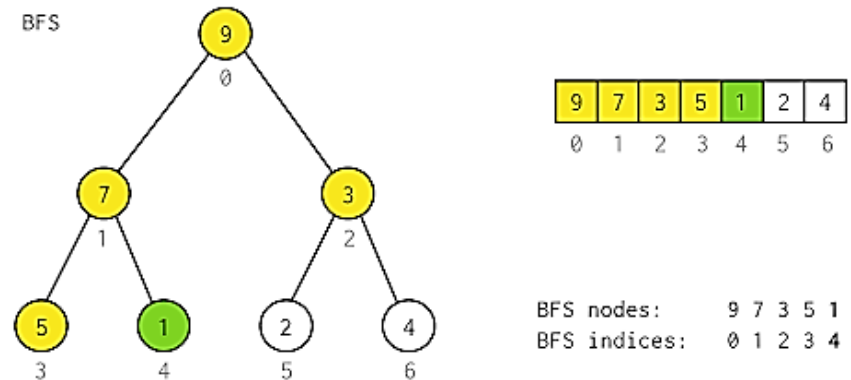 BFS
9
0
9 7 3 5 1 2 4
0 1 2 3 4 5 6
7 3
1 2
5 1 2 4
3 4 5 6
BFS nodes: 9 7 3 5 1
BFS indices: 0 1 2 3 4